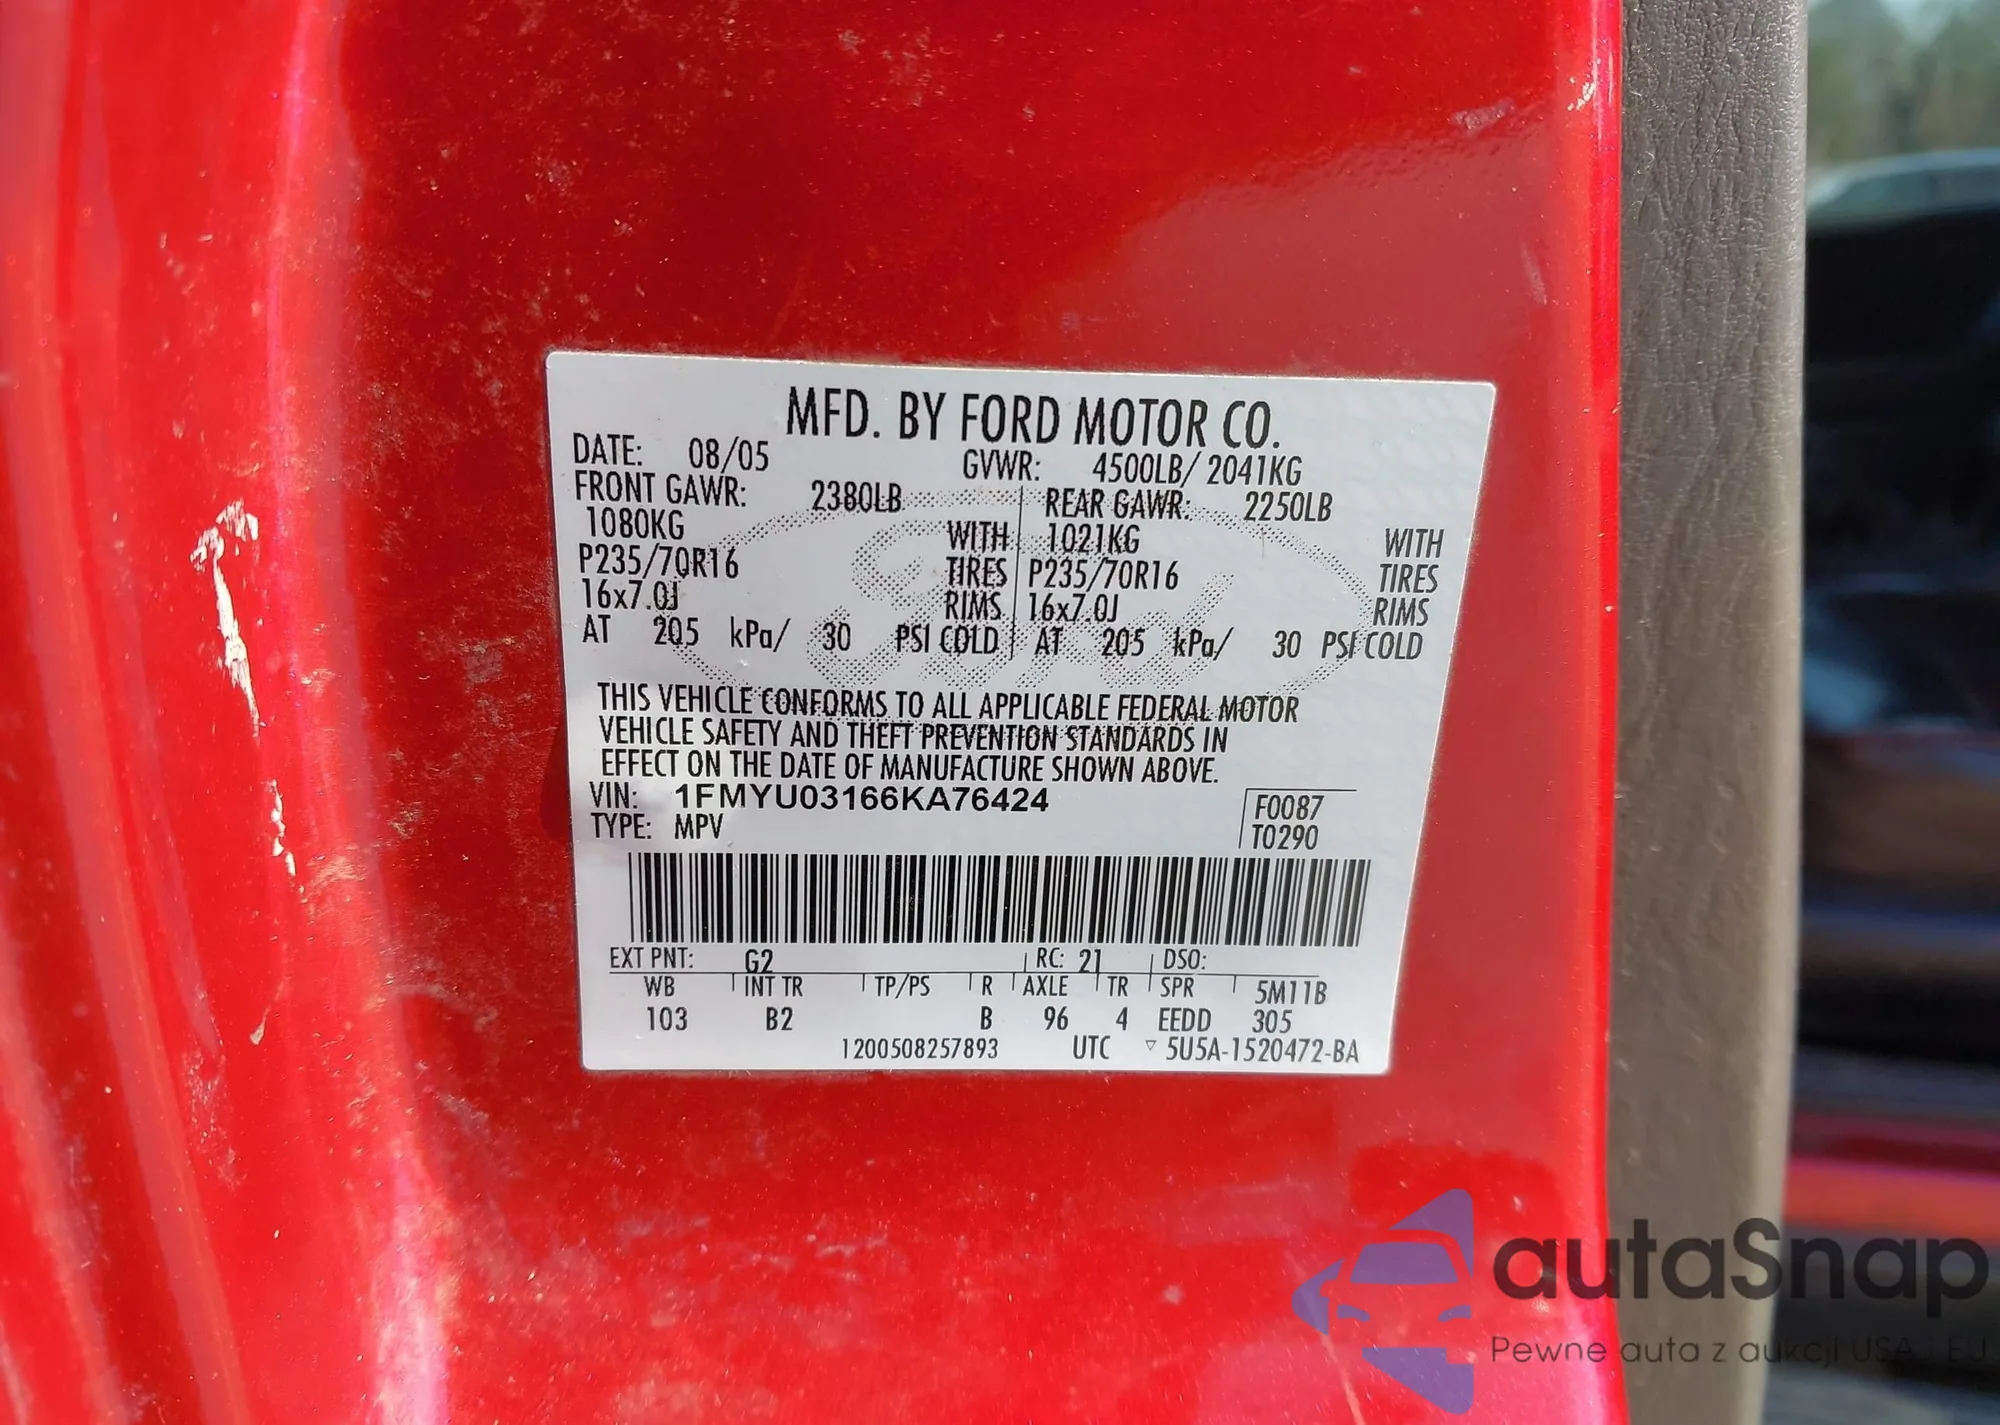 MFD. BY FORD MOTOR CO.
DATE: 08/05 GVWR: 4500LB/ 2041KG
FRONT GAWR: 2380LB REAR GAWR: 2250LB
1080KG WITH 1021KG WITH
P235/70R16 TIRES P235/70R16 TIRES
16x7.0J RIMS 16x7.0J RIMS
AT 205 kPa/ 30 PSI COLD AT 205 kPa/ 30 PSI COLD
THIS VEHICLE CONFORMS TO ALL APPLICABLE FEDERAL MOTOR
VEHICLE SAFETY AND THEFT PREVENTION STANDARDS IN
EFFECT ON THE DATE OF MANUFACTURE SHOWN ABOVE.
VIN: 1FMYU03166KA76424 F0087
TYPE: MPV T0290
EXT PNT: G2 RC: 21 DSO:
WB INT TR TP/PS R AXLE TR SPR 5M11B
103 B2 B 96 4 EEDD 305
1200508257893 UTC ▽ 5U5A-1520472-BA
Ford
autaSnap
Pewne auta z aukcji USA i EU